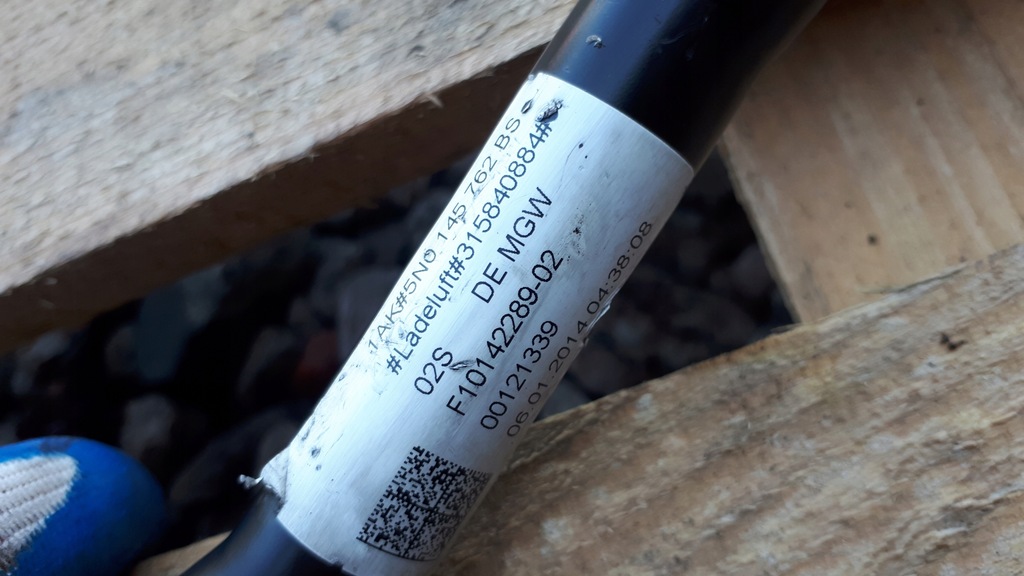 1AK#5N0 145 762 BS
#Ladeluft#315840884#
02S DE MGW
F10142289-02
00121339
06.01.2014 04:38:08